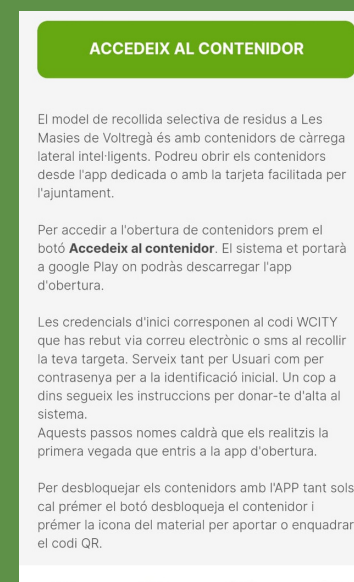 ACCEDEIX AL CONTENIDOR
El model de recollida selectiva de residus a Les
Masies de Voltregà és amb contenidors de càrrega
lateral intel·ligents. Podreu obrir els contenidors
desde l'app dedicada o amb la tarjeta facilitada per
l'ajuntament.
Per accedir a l'obertura de contenidors prem el
botó Accedeix al contenidor. El sistema et portarà
a google Play on podràs descarregar l'app
d'obertura.
Les credencials d'inici corresponen al codi WCITY
que has rebut via correu electrònic o sms al recollir
la teva targeta. Serveix tant per Usuari com per
contrasenya per a la identificació inicial. Un cop a
dins segueix les instruccions per donar-te d'alta al
sistema.
Aquests passos nomes caldrà que els realitzis la
primera vegada que entris a la app d'obertura.
Per desbloquejar els contenidors amb l'APP tant sols
cal prémer el botó desbloqueja el contenidor i
prémer la icona del material per aportar o enquadrar
el codi QR.